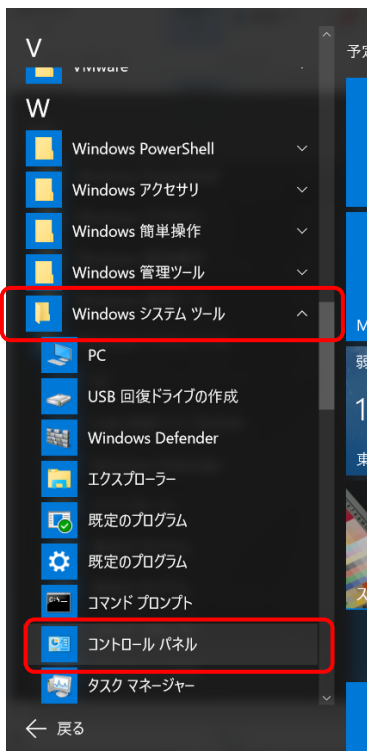 V
予定
VMware
W
Windows PowerShell
Windows アクセサリ
Windows 簡単操作
Windows 管理ツール
Windows システム ツール
M
PC
弱
USB 回復ドライブの作成
1
Windows Defender
東
エクスプローラー
既定のプログラム
既定のプログラム
ス
コマンド プロンプト
コントロール パネル
タスク マネージャー
戻る